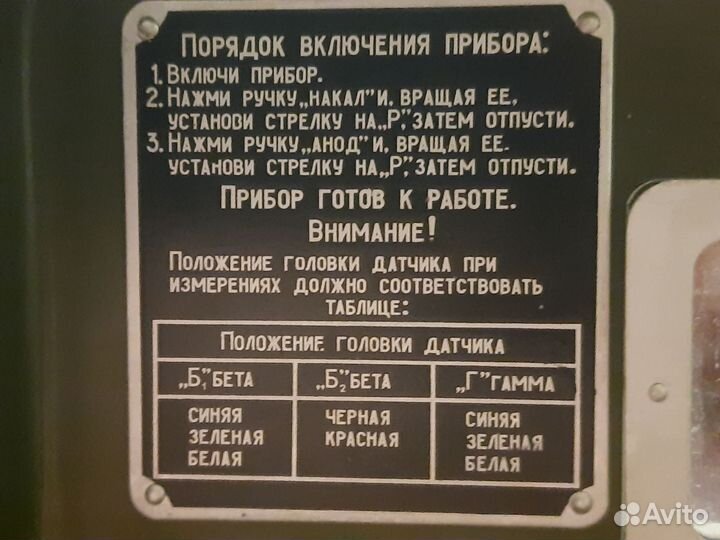 ПОРЯДОК ВКЛЮЧЕНИЯ ПРИБОРА:
1. ВКЛЮЧИ ПРИБОР.
2. НАЖМИ РУЧКУ „НАКАЛ" И, ВРАЩАЯ ЕЕ,
УСТАНОВИ СТРЕЛКУ НА „Р", ЗАТЕМ ОТПУСТИ.
3. НАЖМИ РУЧКУ „АНОД" И, ВРАЩАЯ ЕЕ.
УСТАНОВИ СТРЕЛКУ НА „Р", ЗАТЕМ ОТПУСТИ.
ПРИБОР ГОТОВ К РАБОТЕ.
ВНИМАНИЕ!
ПОЛОЖЕНИЕ ГОЛОВКИ ДАТЧИКА ПРИ
ИЗМЕРЕНИЯХ ДОЛЖНО СООТВЕТСТВОВАТЬ
ТАБЛИЦЕ:
ПОЛОЖЕНИЕ ГОЛОВКИ ДАТЧИКА
„Б₁" БЕТА „Б₂" БЕТА „Г" ГАММА
СИНЯЯ ЧЕРНАЯ СИНЯЯ
ЗЕЛЕНАЯ КРАСНАЯ ЗЕЛЕНАЯ
БЕЛАЯ БЕЛАЯ
Avito